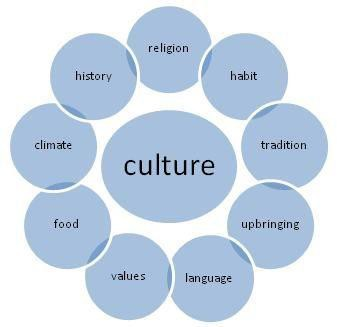 religion
history
habit
climate
culture
tradition
food
upbringing
values
language